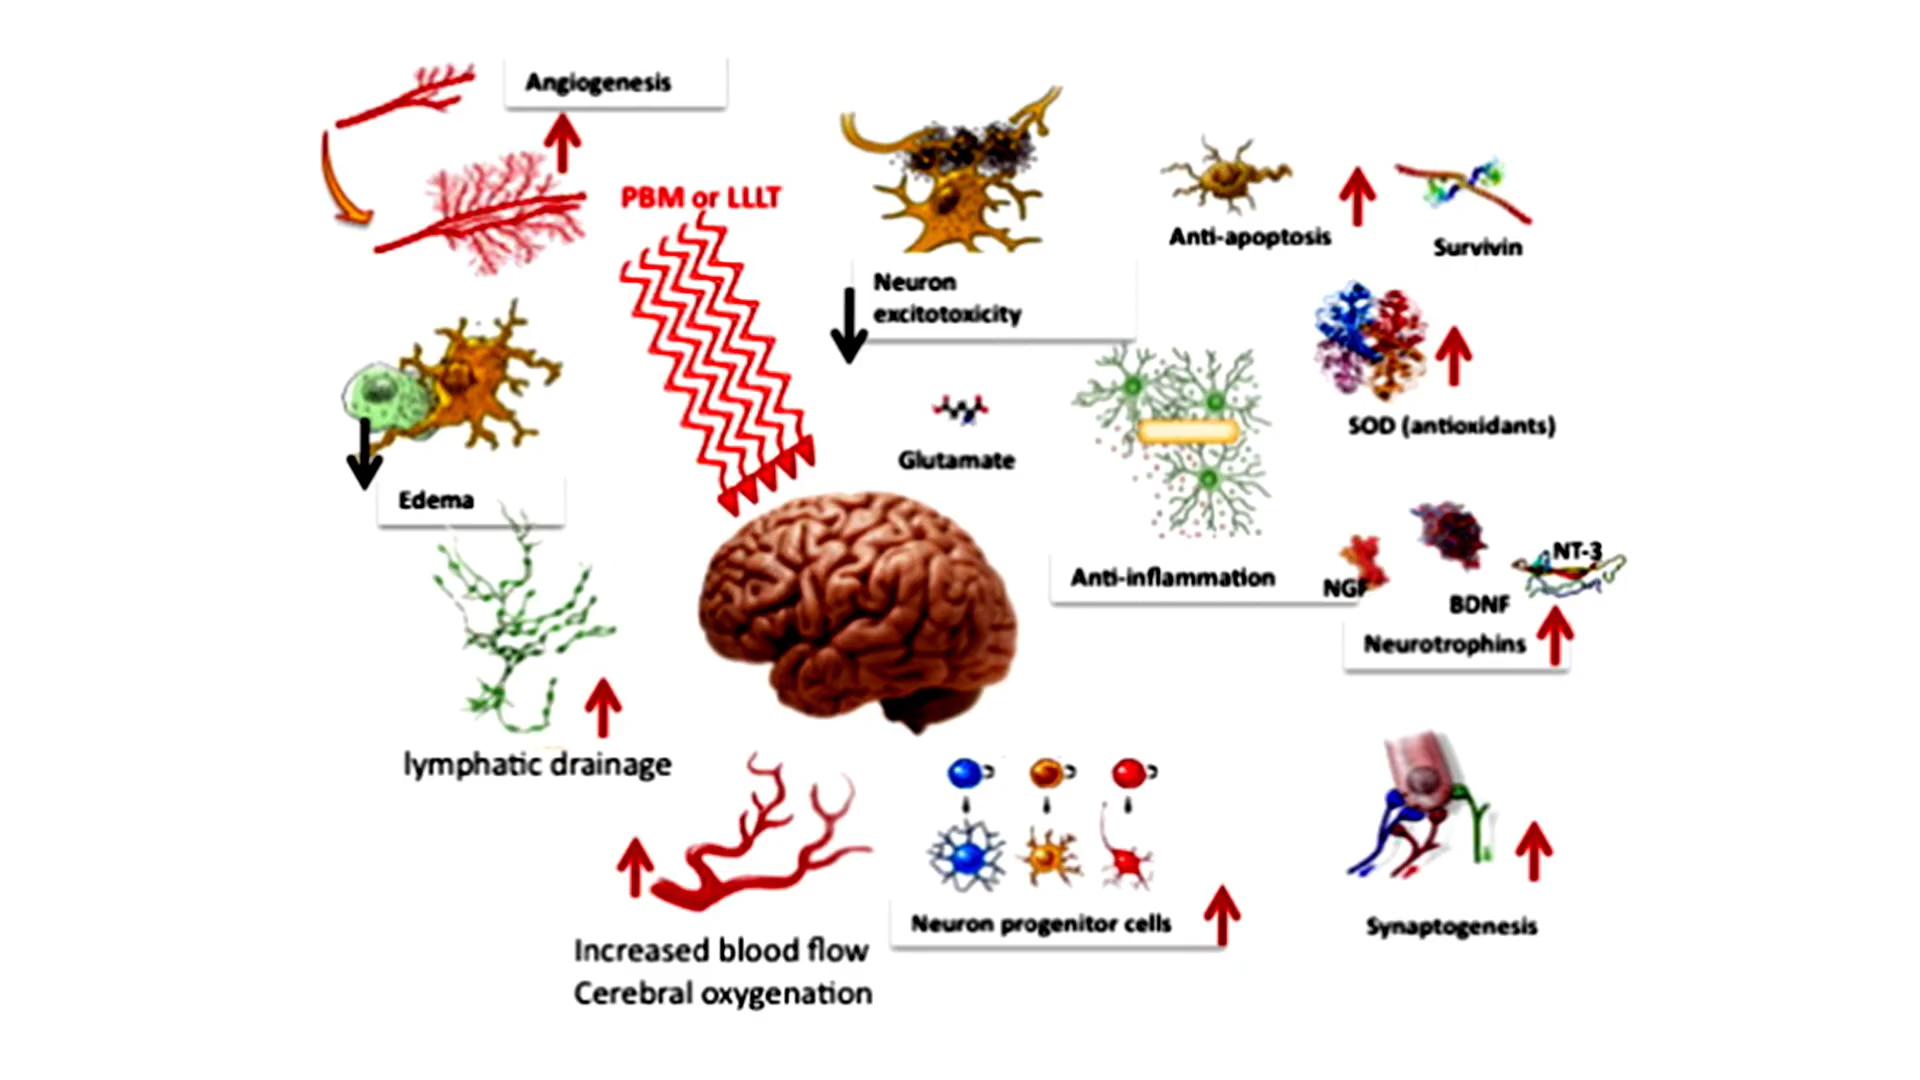 Angiogenesis
PBM or LLLT
Neuron
excitotoxicity
Anti-apoptosis
Survivin
SOD (antioxidants)
Glutamate
Edema
Anti-inflammation
NGF
BDNF
NT-3
Neurotrophins
lymphatic drainage
Increased blood flow
Cerebral oxygenation
Neuron progenitor cells
Synaptogenesis